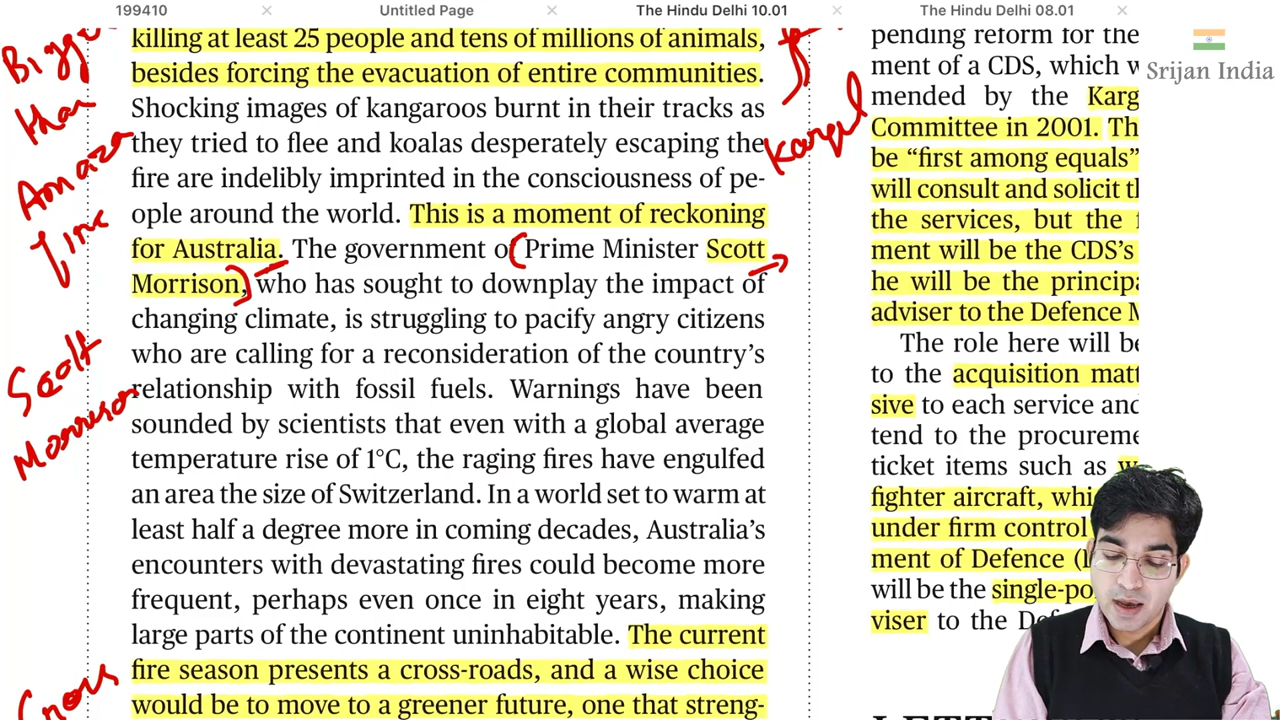 199410
Untitled Page
The Hindu Delhi 10.01
The Hindu Delhi 08.01
Srijan India
killing at least 25 people and tens of millions of animals,
besides forcing the evacuation of entire communities.
Shocking images of kangaroos burnt in their tracks as
they tried to flee and koalas desperately escaping the
fire are indelibly imprinted in the consciousness of pe-
ople around the world. This is a moment of reckoning
for Australia. The government of Prime Minister Scott
Morrison, who has sought to downplay the impact of
changing climate, is struggling to pacify angry citizens
who are calling for a reconsideration of the country's
relationship with fossil fuels. Warnings have been
sounded by scientists that even with a global average
temperature rise of 1°C, the raging fires have engulfed
an area the size of Switzerland. In a world set to warm at
least half a degree more in coming decades, Australia's
encounters with devastating fires could become more
frequent, perhaps even once in eight years, making
large parts of the continent uninhabitable. The current
fire season presents a cross-roads, and a wise choice
would be to move to a greener future, one that streng-
than
Fire
Scott
Morrison
Cross
Kargil
pending reform for the
ment of a CDS, which w
mended by the Karg
Committee in 2001. Th
be “first among equals”
will consult and solicit th
the services, but the f
ment will be the CDS's
he will be the principa
adviser to the Defence M
The role here will be
to the acquisition matt
sive to each service and
tend to the procureme
ticket items such as w
fighter aircraft, whi
under firm control
ment of Defence
will be the single-po
viser to the Def